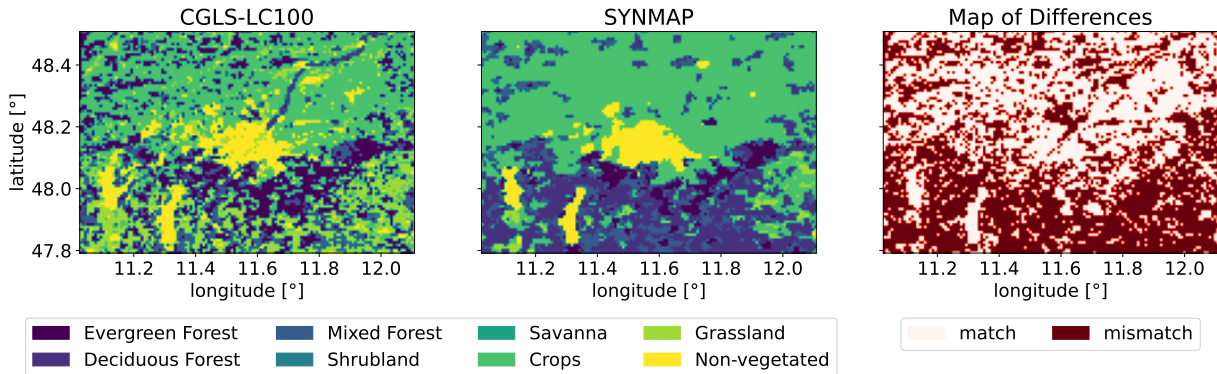 CGLS-LC100 SYNMAP Map of Differences
latitude [°]
48.4
48.2
48.0
47.8
11.2 11.4 11.6 11.8 12.0 11.2 11.4 11.6 11.8 12.0 11.2 11.4 11.6 11.8 12.0
longitude [°] longitude [°] longitude [°]
Evergreen Forest Mixed Forest Savanna Grassland match mismatch
Deciduous Forest Shrubland Crops Non-vegetated